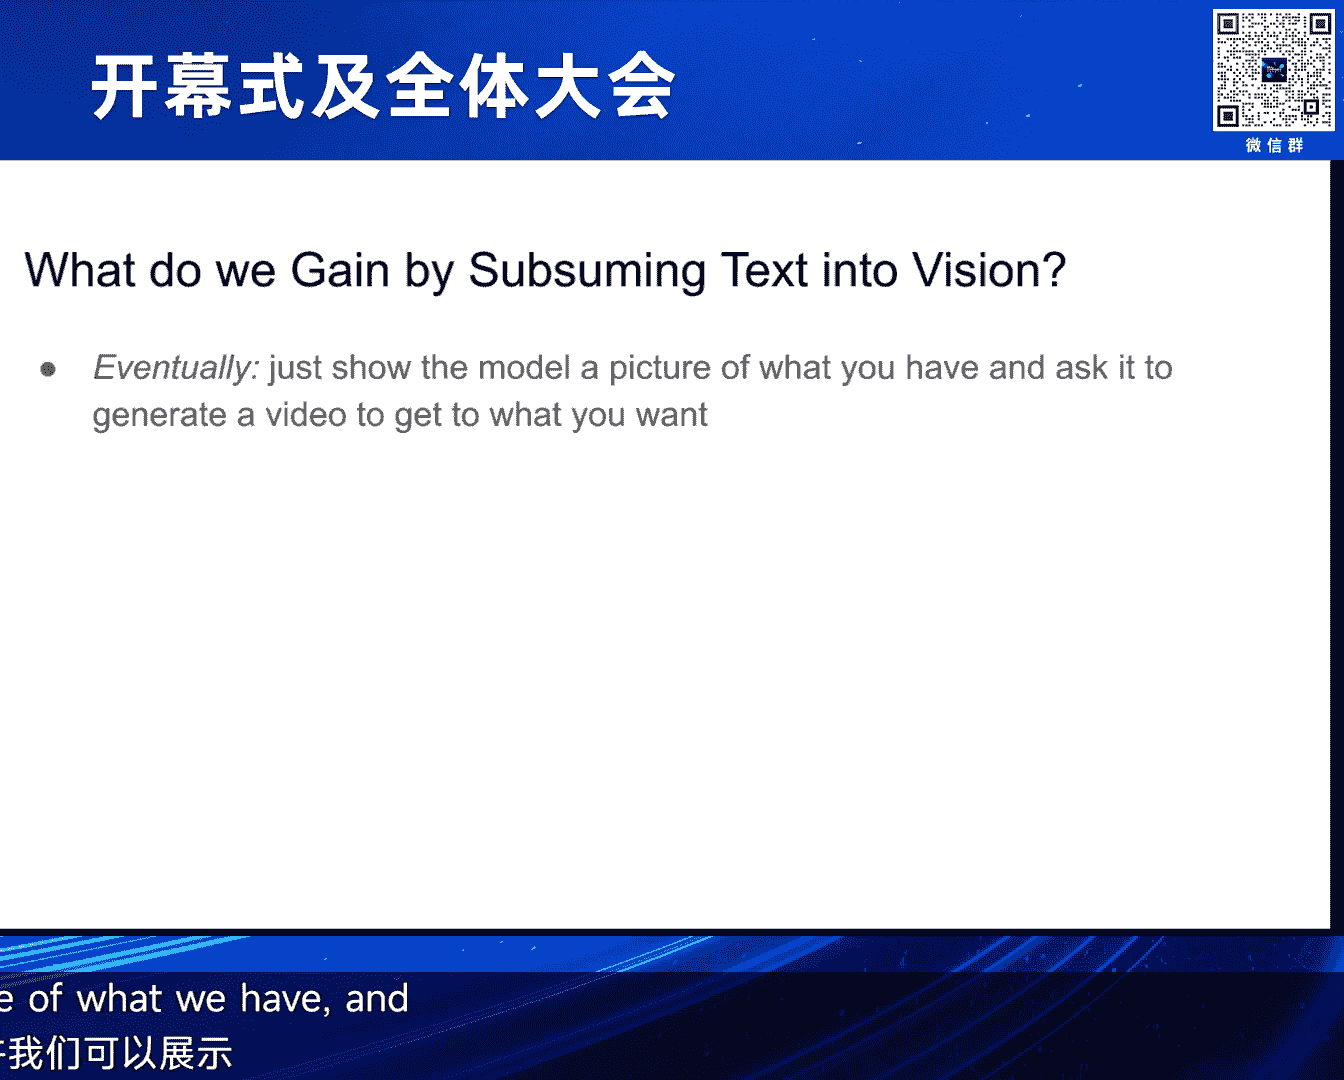 开幕式及全体大会
微信群
What do we Gain by Subsuming Text into Vision?
● Eventually: just show the model a picture of what you have and ask it to
generate a video to get to what you want
of what we have, and
我们可以展示